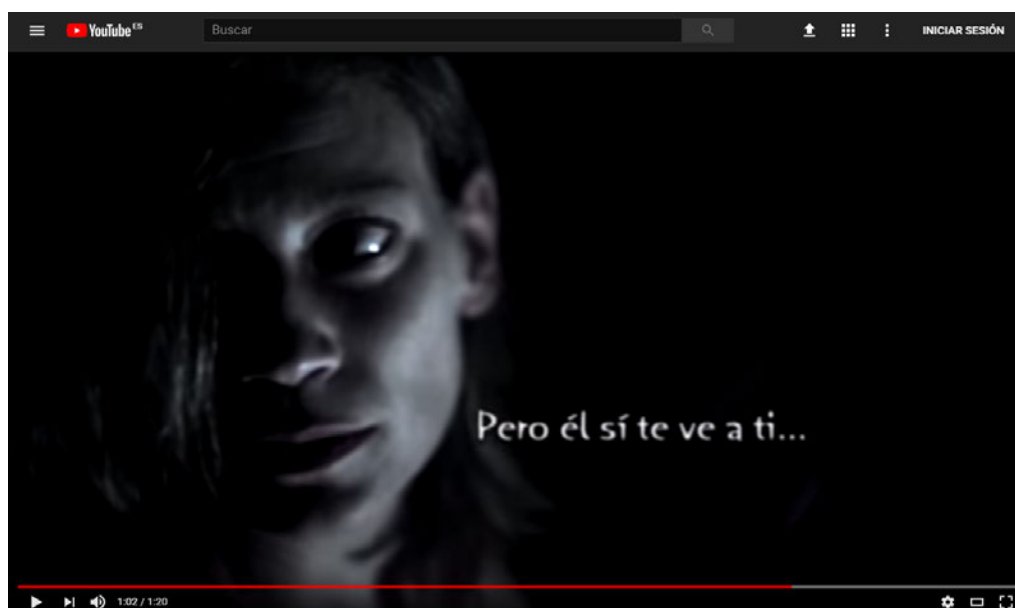 YouTube ES
Buscar
INICIAR SESIÓN
Pero él sí te ve a ti...
1:02 / 1:20